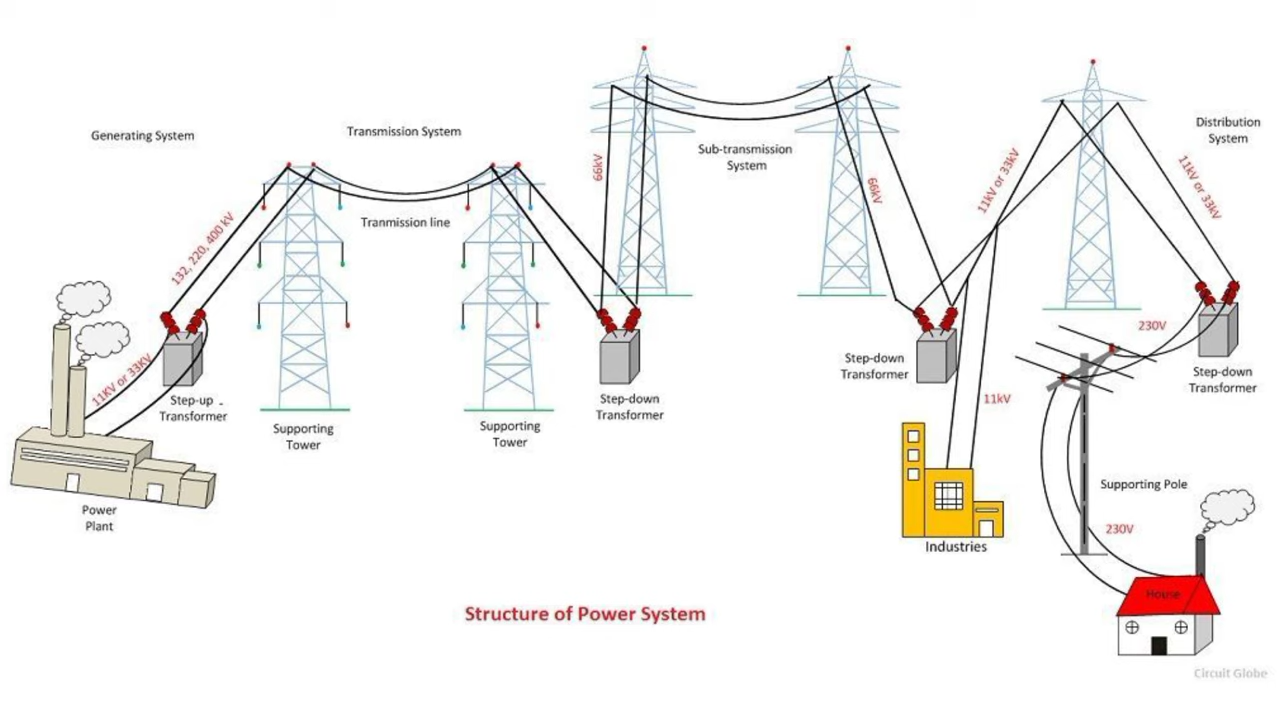 Generating System
Transmission System
Tranmission line
132, 220, 400 kV
11KV or 33KV
Step-up
Transformer
Power
Plant
Supporting
Tower
Supporting
Tower
Step-down
Transformer
66kV
Sub-transmission
System
66kV
Step-down
Transformer
11kV or 33kV
11kV
Industries
Distribution
System
11kV or 33kV
230V
Step-down
Transformer
Supporting Pole
230V
House
Structure of Power System
Circuit Globe